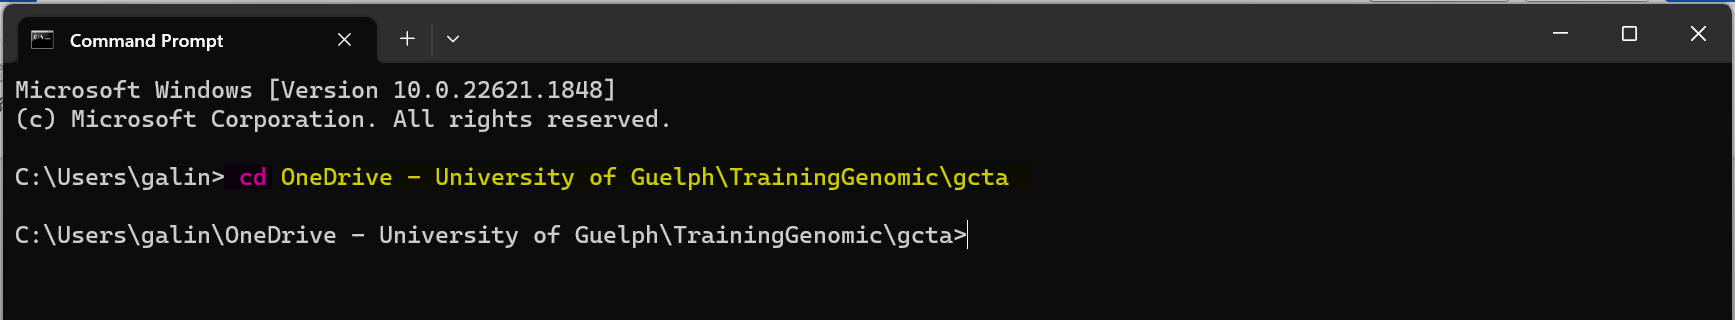 Command Prompt
Microsoft Windows [Version 10.0.22621.1848]
(c) Microsoft Corporation. All rights reserved.
C:\Users\galin> cd OneDrive - University of Guelph\TrainingGenomic\gcta
C:\Users\galin\OneDrive - University of Guelph\TrainingGenomic\gcta>